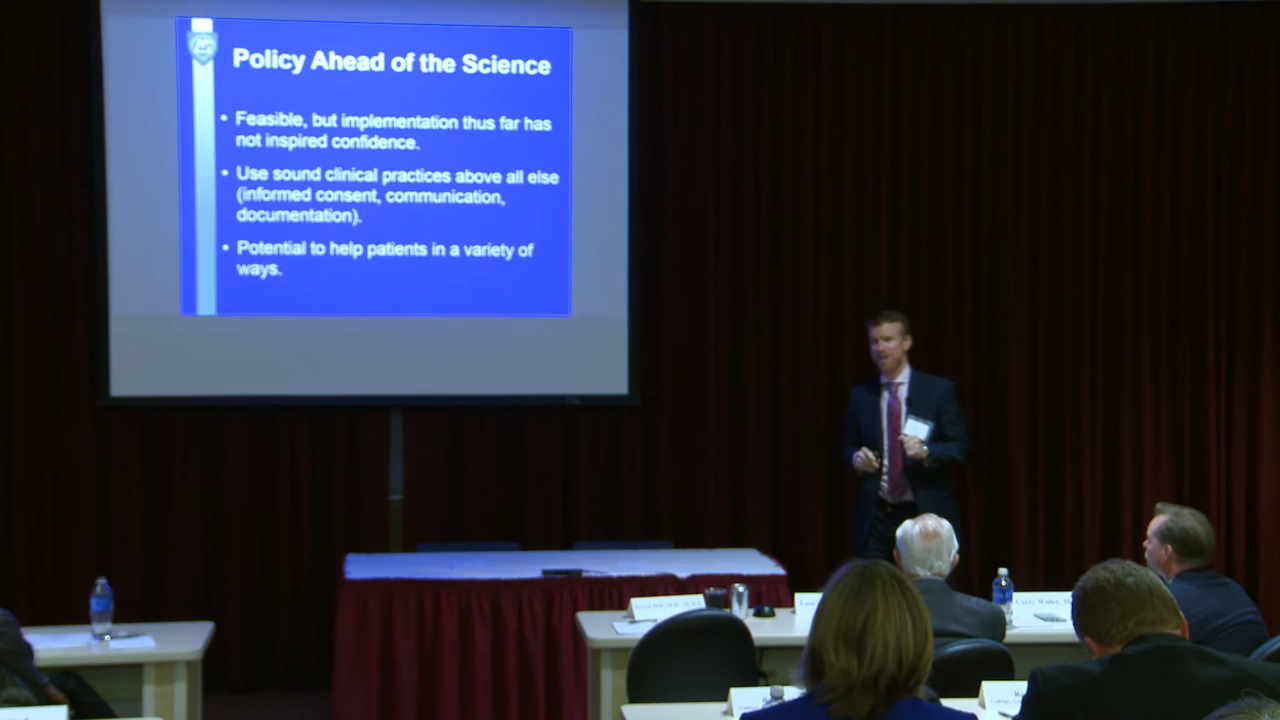 Policy Ahead of the Science
• Feasible, but implementation thus far has
not inspired confidence.
• Use sound clinical practices above all else
(informed consent, communication,
documentation).
• Potential to help patients in a variety of
ways.